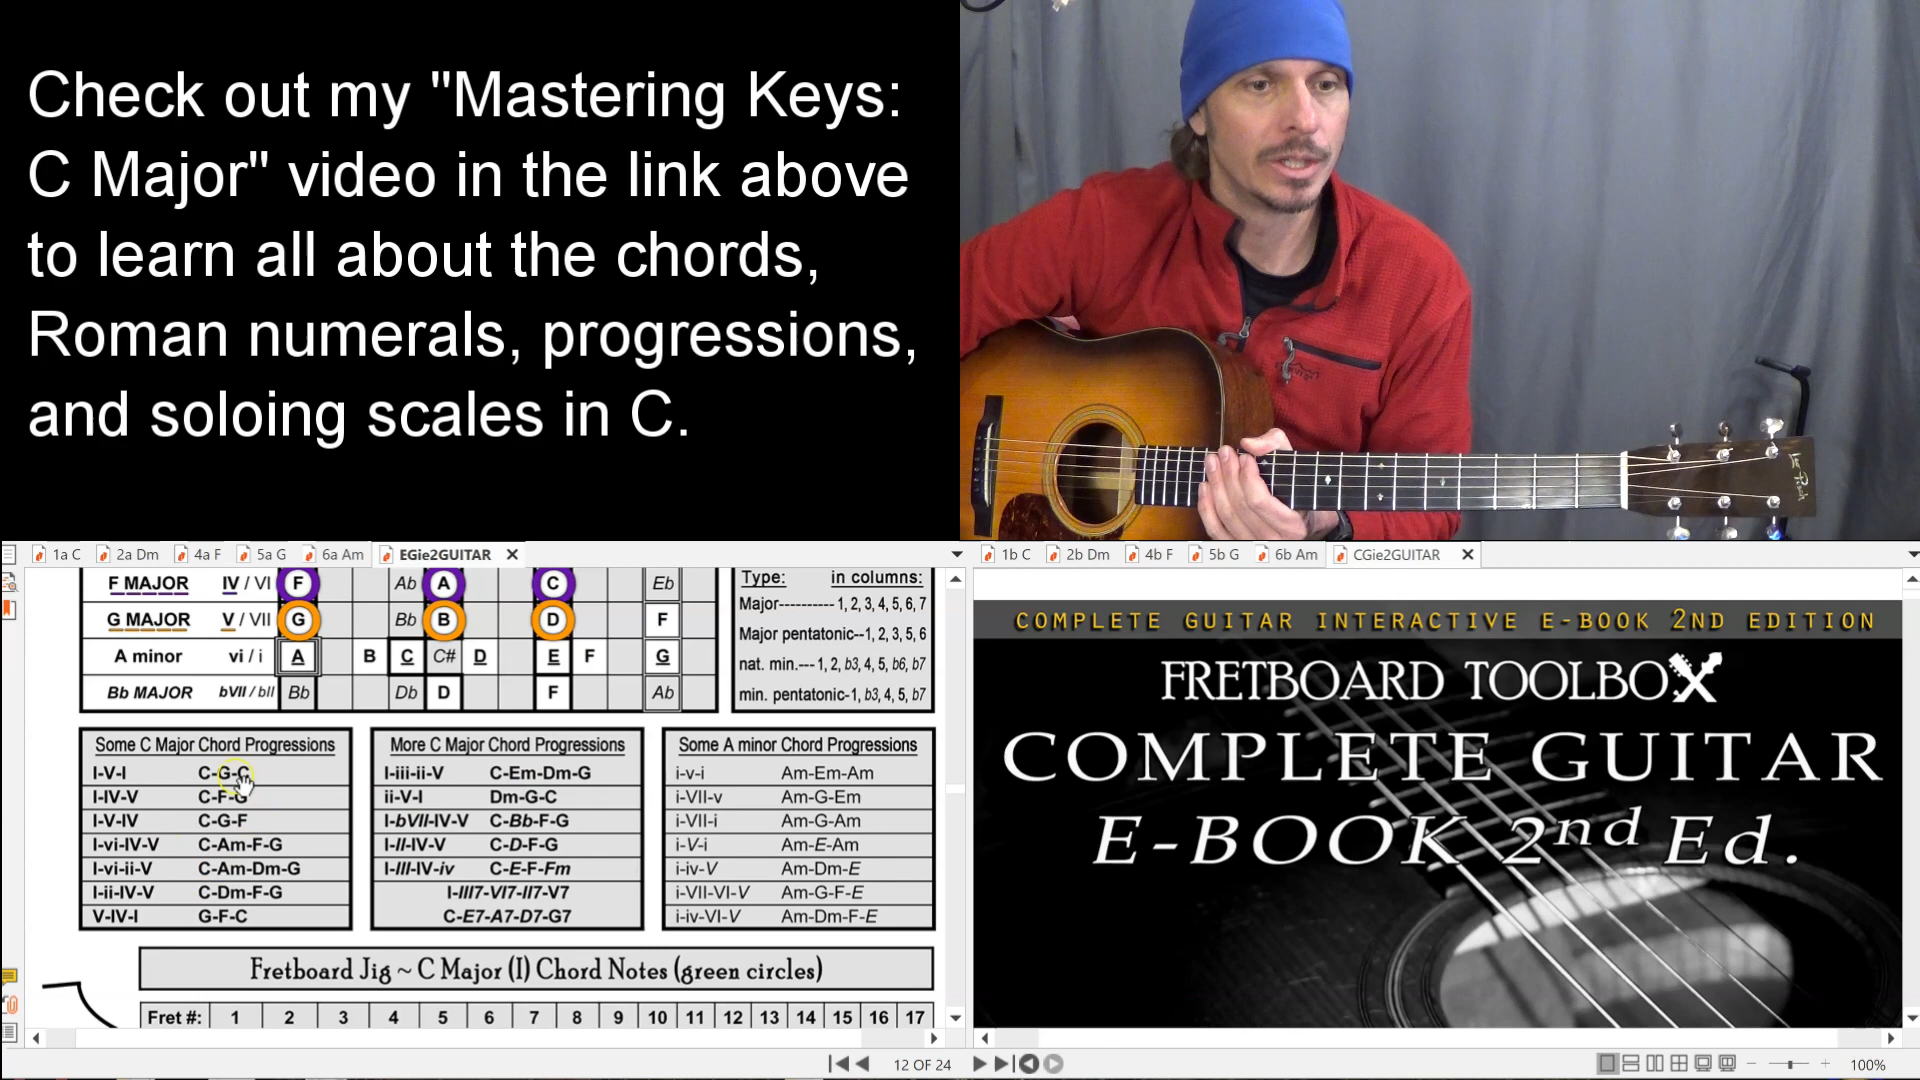 Check out my "Mastering Keys:
C Major" video in the link above
to learn all about the chords,
Roman numerals, progressions,
and soloing scales in C.
1a C 2a Dm 4a F 5a G 6a Am EGie2GUITAR
F MAJOR IV / VI F Ab A C Eb
G MAJOR V / VII G Bb B D F
A minor vi / i A B C C# D E F G
Bb MAJOR bVII / bII Bb Db D F Ab
Type: in columns:
Major----------1, 2, 3, 4, 5, 6, 7
Major pentatonic--1, 2, 3, 5, 6
nat. min.---1, 2, b3, 4, 5, b6, b7
min. pentatonic-1, b3, 4, 5, b7
Some C Major Chord Progressions
I-V-I C-G-C
I-IV-V C-F-G
I-V-IV C-G-F
I-vi-IV-V C-Am-F-G
I-vi-ii-V C-Am-Dm-G
I-ii-IV-V C-Dm-F-G
V-IV-I G-F-C
More C Major Chord Progressions
I-iii-ii-V C-Em-Dm-G
ii-V-I Dm-G-C
I-bVII-IV-V C-Bb-F-G
I-II-IV-V C-D-F-G
I-III-IV-iv C-E-F-Fm
I-III7-VI7-II7-V7
C-E7-A7-D7-G7
Some A minor Chord Progressions
i-v-i Am-Em-Am
i-VII-v Am-G-Em
i-VII-i Am-G-Am
i-V-i Am-E-Am
i-iv-V Am-Dm-E
i-VII-VI-V Am-G-F-E
i-iv-VI-V Am-Dm-F-E
Fretboard Jig ~ C Major (I) Chord Notes (green circles)
Fret #: 1 2 3 4 5 6 7 8 9 10 11 12 13 14 15 16 17
1b C 2b Dm 4b F 5b G 6b Am CGie2GUITAR
COMPLETE GUITAR INTERACTIVE E-BOOK 2ND EDITION
FRETBOARD TOOLBOX
COMPLETE GUITAR
E-BOOK 2nd Ed.
12 OF 24
100%